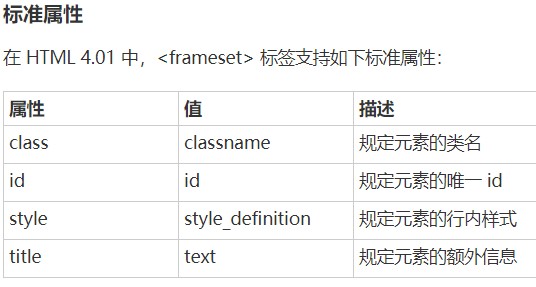 标准属性
在 HTML 4.01 中，<frameset> 标签支持如下标准属性：
属性 值 描述
class classname 规定元素的类名
id id 规定元素的唯一 id
style style_definition 规定元素的行内样式
title text 规定元素的额外信息